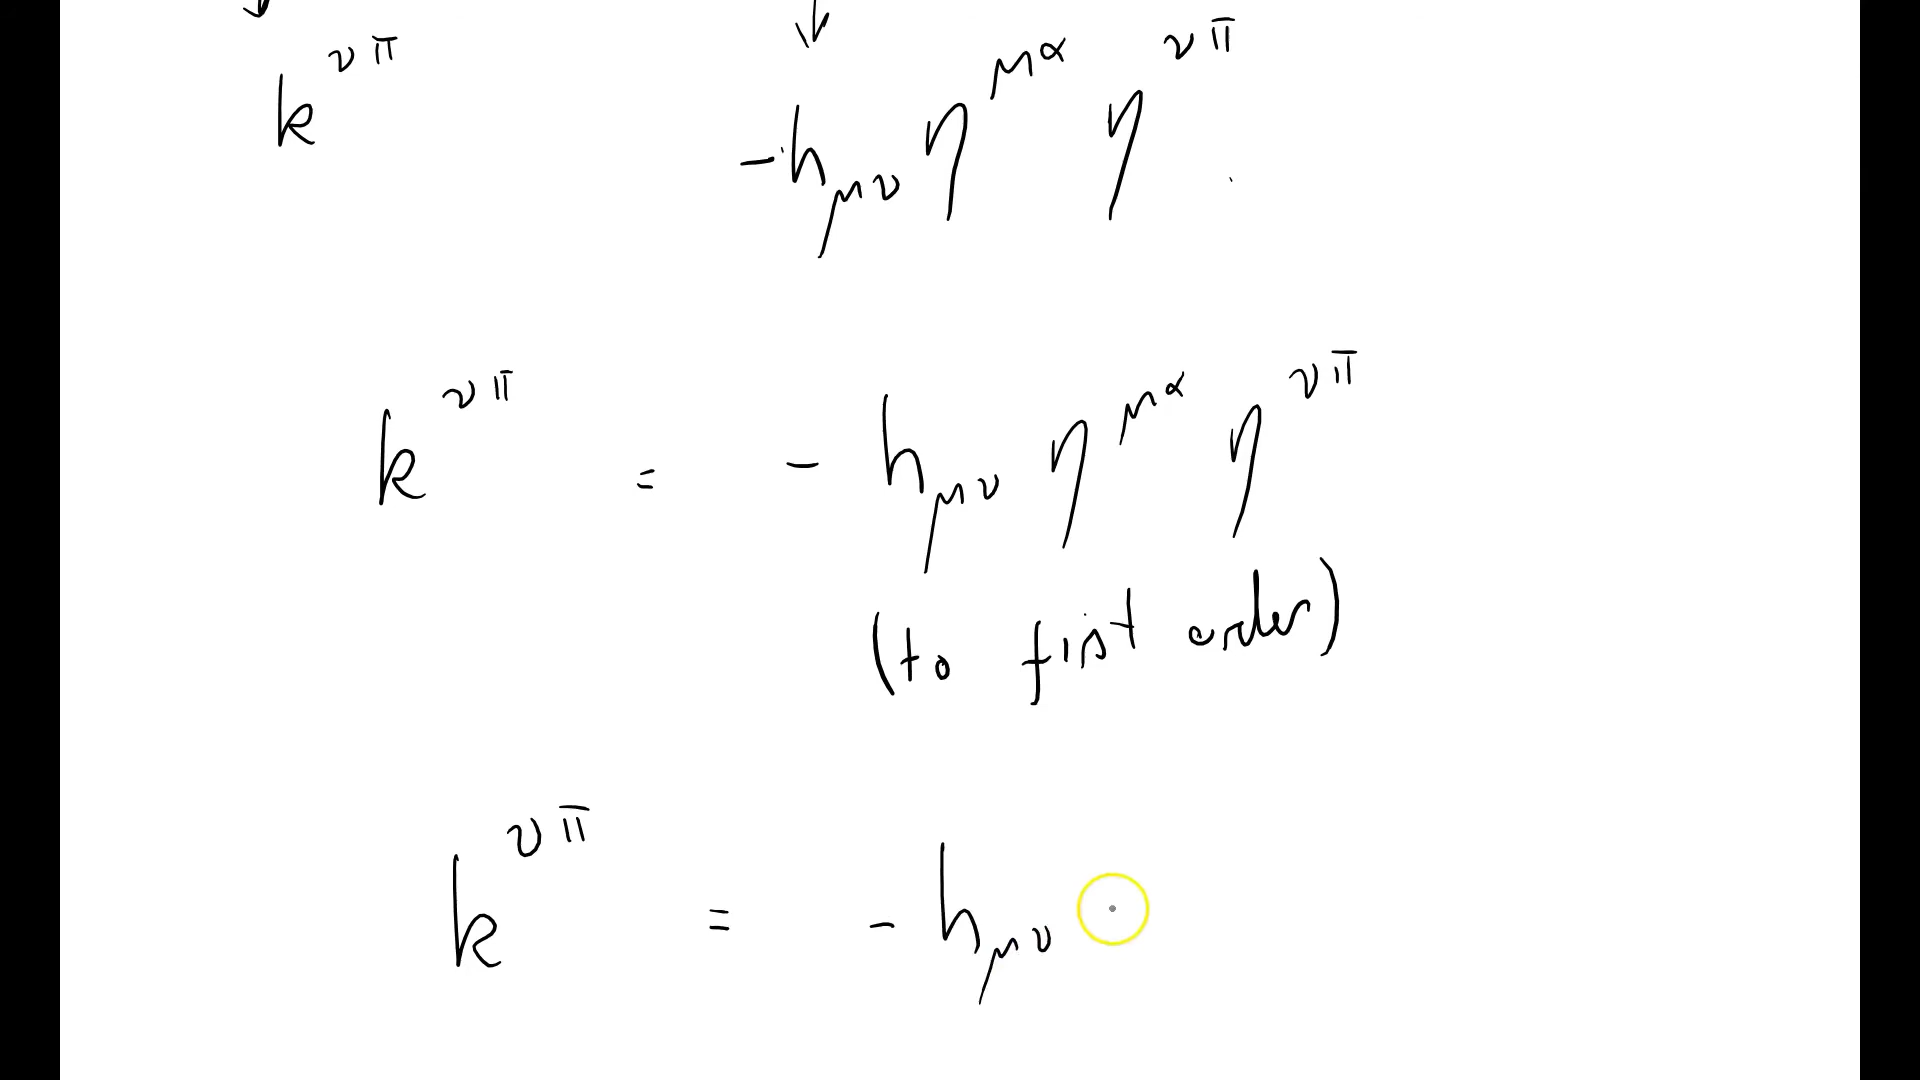 k^{νπ} -h_{μν} η^{μα} η^{νπ}
k^{νπ} = - h_{μν} η^{μα} η^{νπ}
(to first order)
k^{νπ} = - h_{μν}